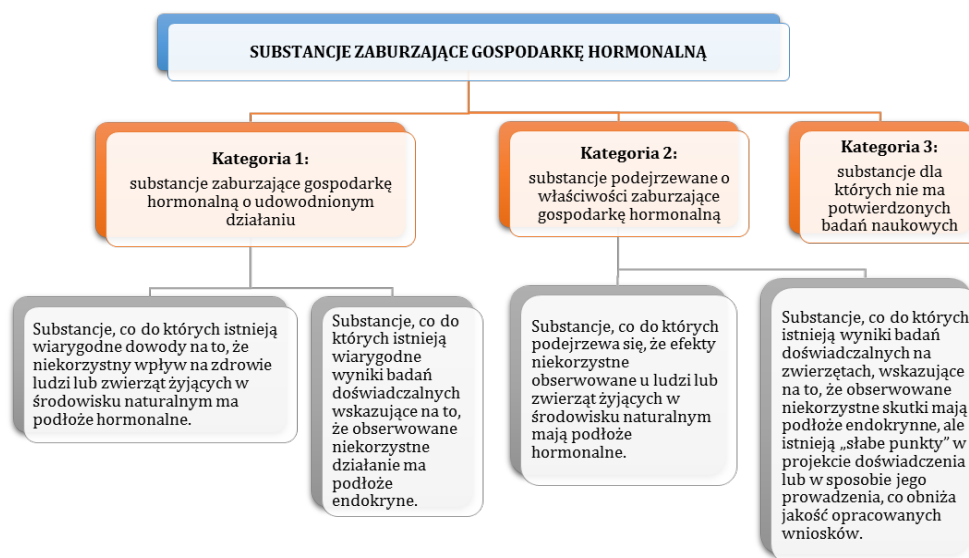 SUBSTANCJE ZABURZAJĄCE GOSPODARKĘ HORMONALNĄ
Kategoria 1:
substancje zaburzające gospodarkę
hormonalną o udowodnionym
działaniu
Kategoria 2:
substancje podejrzewane o
właściwości zaburzające
gospodarkę hormonalną
Kategoria 3:
substancje dla
których nie ma
potwierdzonych
badań naukowych
Substancje, co do których istnieją
wiarygodne dowody na to, że
niekorzystny wpływ na zdrowie
ludzi lub zwierząt żyjących w
środowisku naturalnym ma
podłoże hormonalne.
Substancje, co do
których istnieją
wiarygodne
wyniki badań
doświadczalnych
wskazujące na to,
że obserwowane
niekorzystne
działanie ma
podłoże
endokryne.
Substancje, co do których
podejrzewa się, że efekty
niekorzystne
obserwowane u ludzi lub
zwierząt żyjących w
środowisku naturalnym
mają podłoże
hormonalne.
Substancje, co do których
istnieją wyniki badań
doświadczalnych na
zwierzętach, wskazujące
na to, że obserwowane
niekorzystne skutki mają
podłoże endokrynne, ale
istnieją „słabe punkty” w
projekcie doświadczenia
lub w sposobie jego
prowadzenia, co obniża
jakość opracowanych
wniosków.